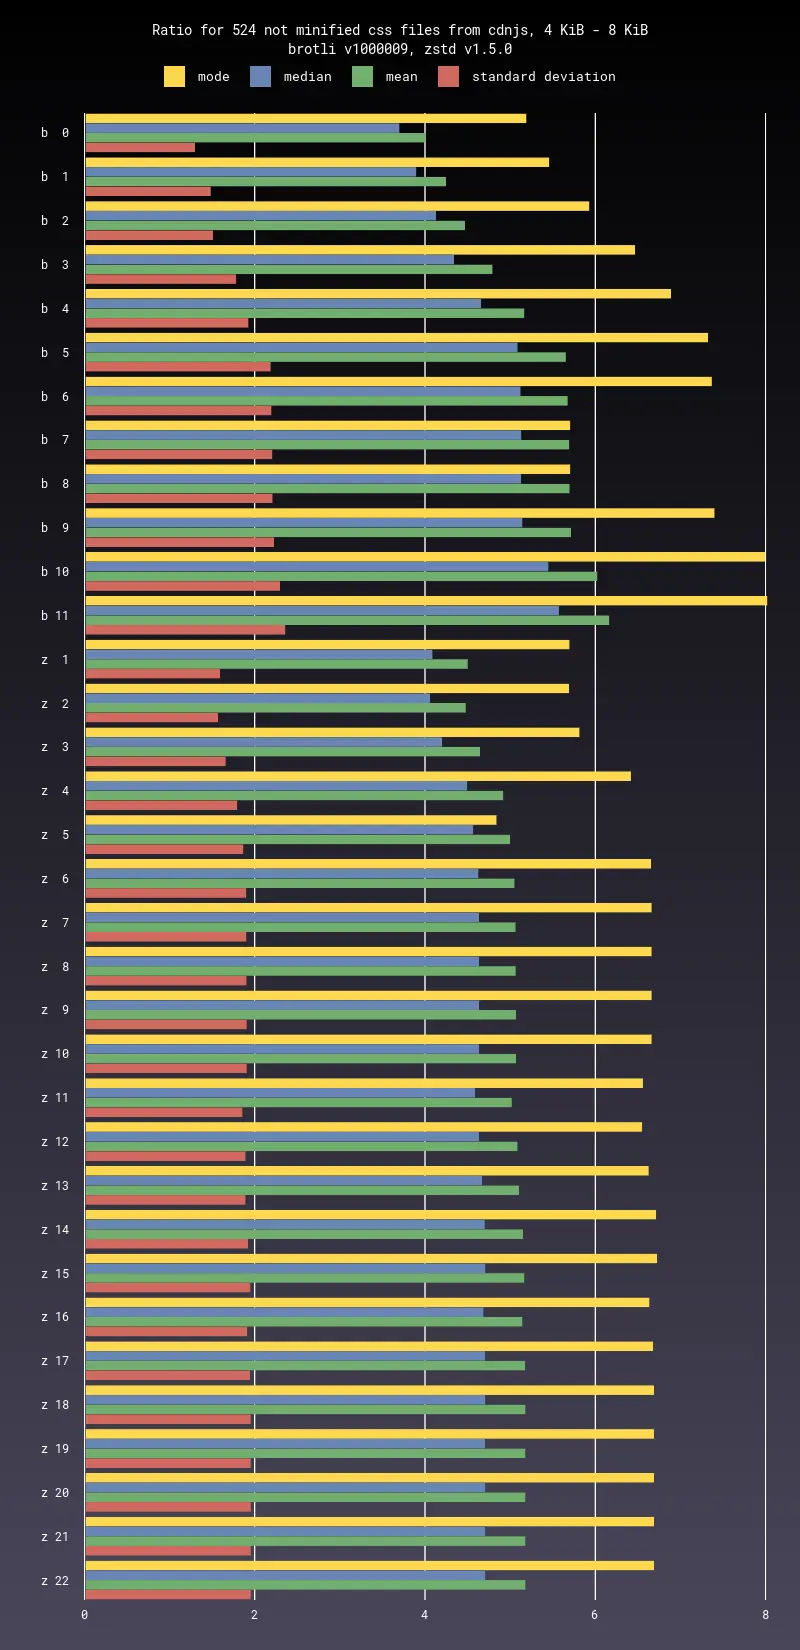 Ratio for 524 not minified css files from cdnjs, 4 KiB - 8 KiB
brotli v1000009, zstd v1.5.0
mode median mean standard deviation
b 0
b 1
b 2
b 3
b 4
b 5
b 6
b 7
b 8
b 9
b 10
b 11
z 1
z 2
z 3
z 4
z 5
z 6
z 7
z 8
z 9
z 10
z 11
z 12
z 13
z 14
z 15
z 16
z 17
z 18
z 19
z 20
z 21
z 22
0 2 4 6 8